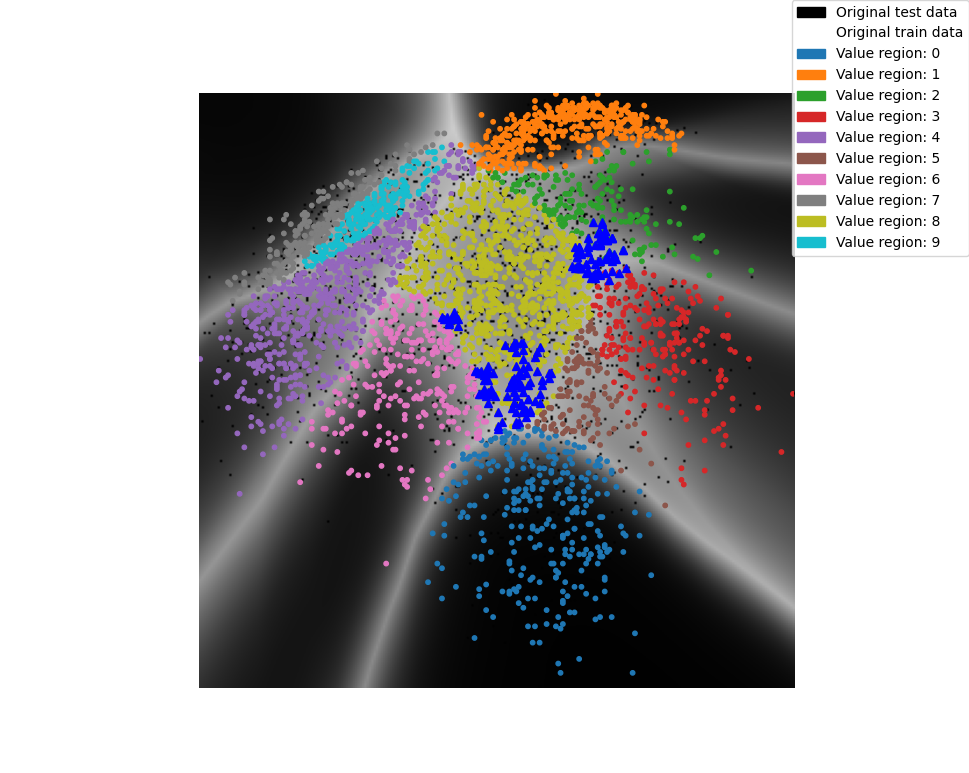 Original test data
Original train data
Value region: 0
Value region: 1
Value region: 2
Value region: 3
Value region: 4
Value region: 5
Value region: 6
Value region: 7
Value region: 8
Value region: 9